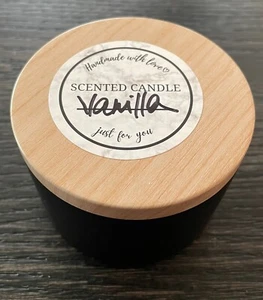 Handmade with love♡
SCENTED CANDLE
Vanilla
just for you